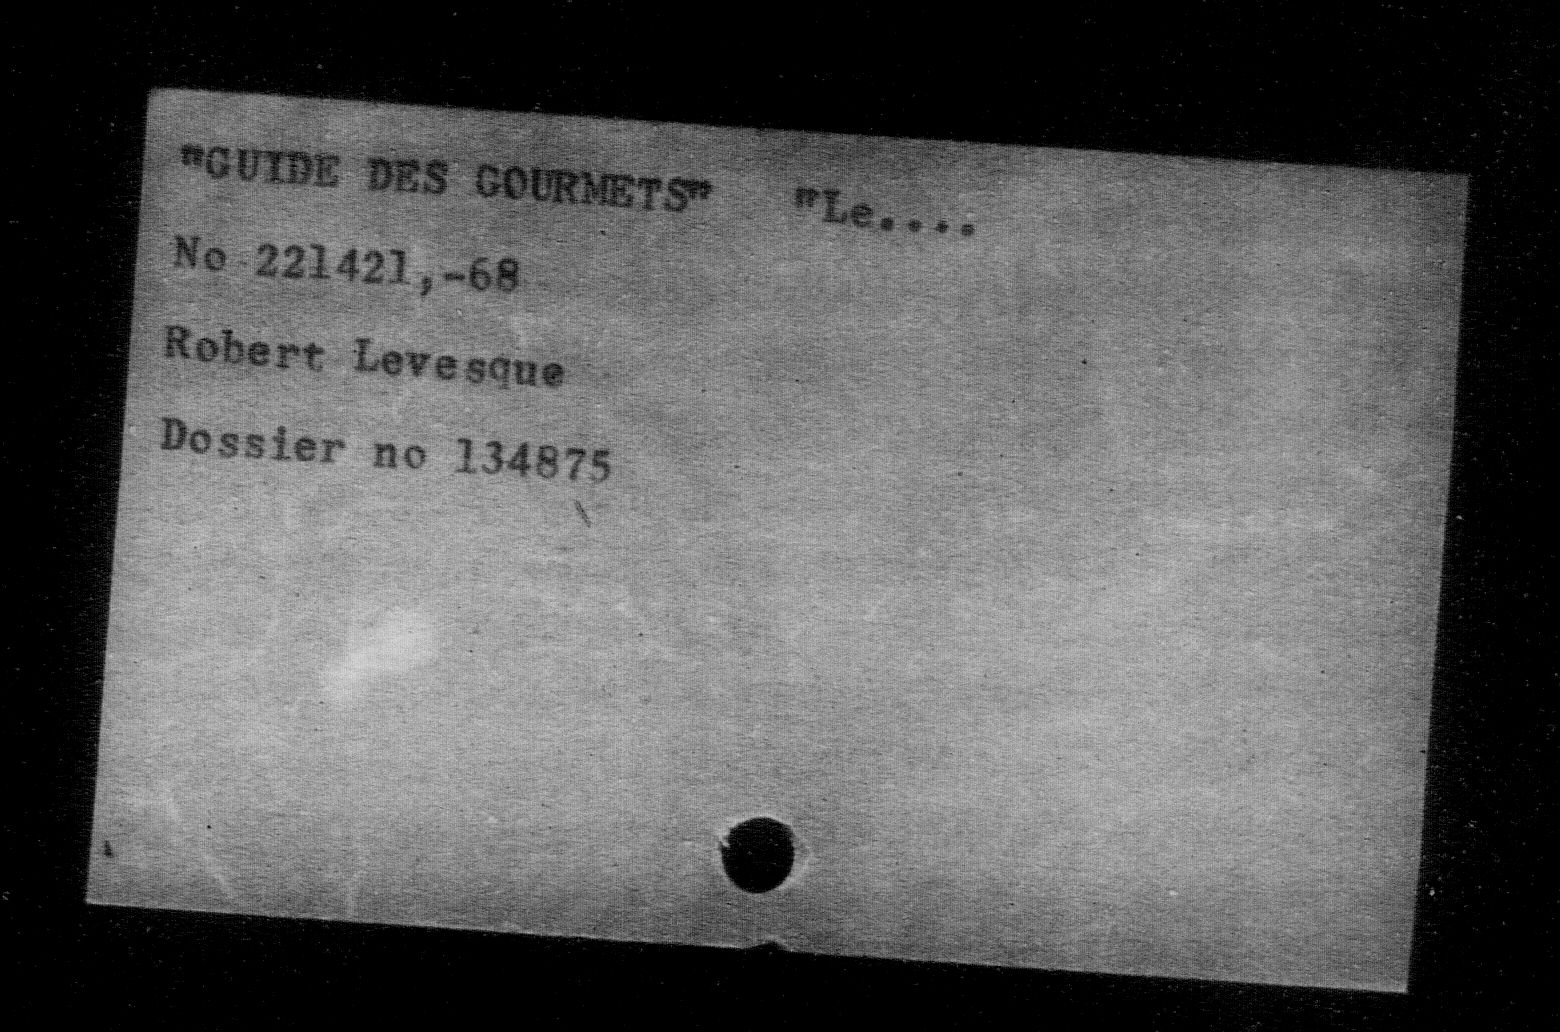 "GUIDE DES GOURMETS" "Le....
No 221421,-68
Robert Levesque
Dossier no 134875